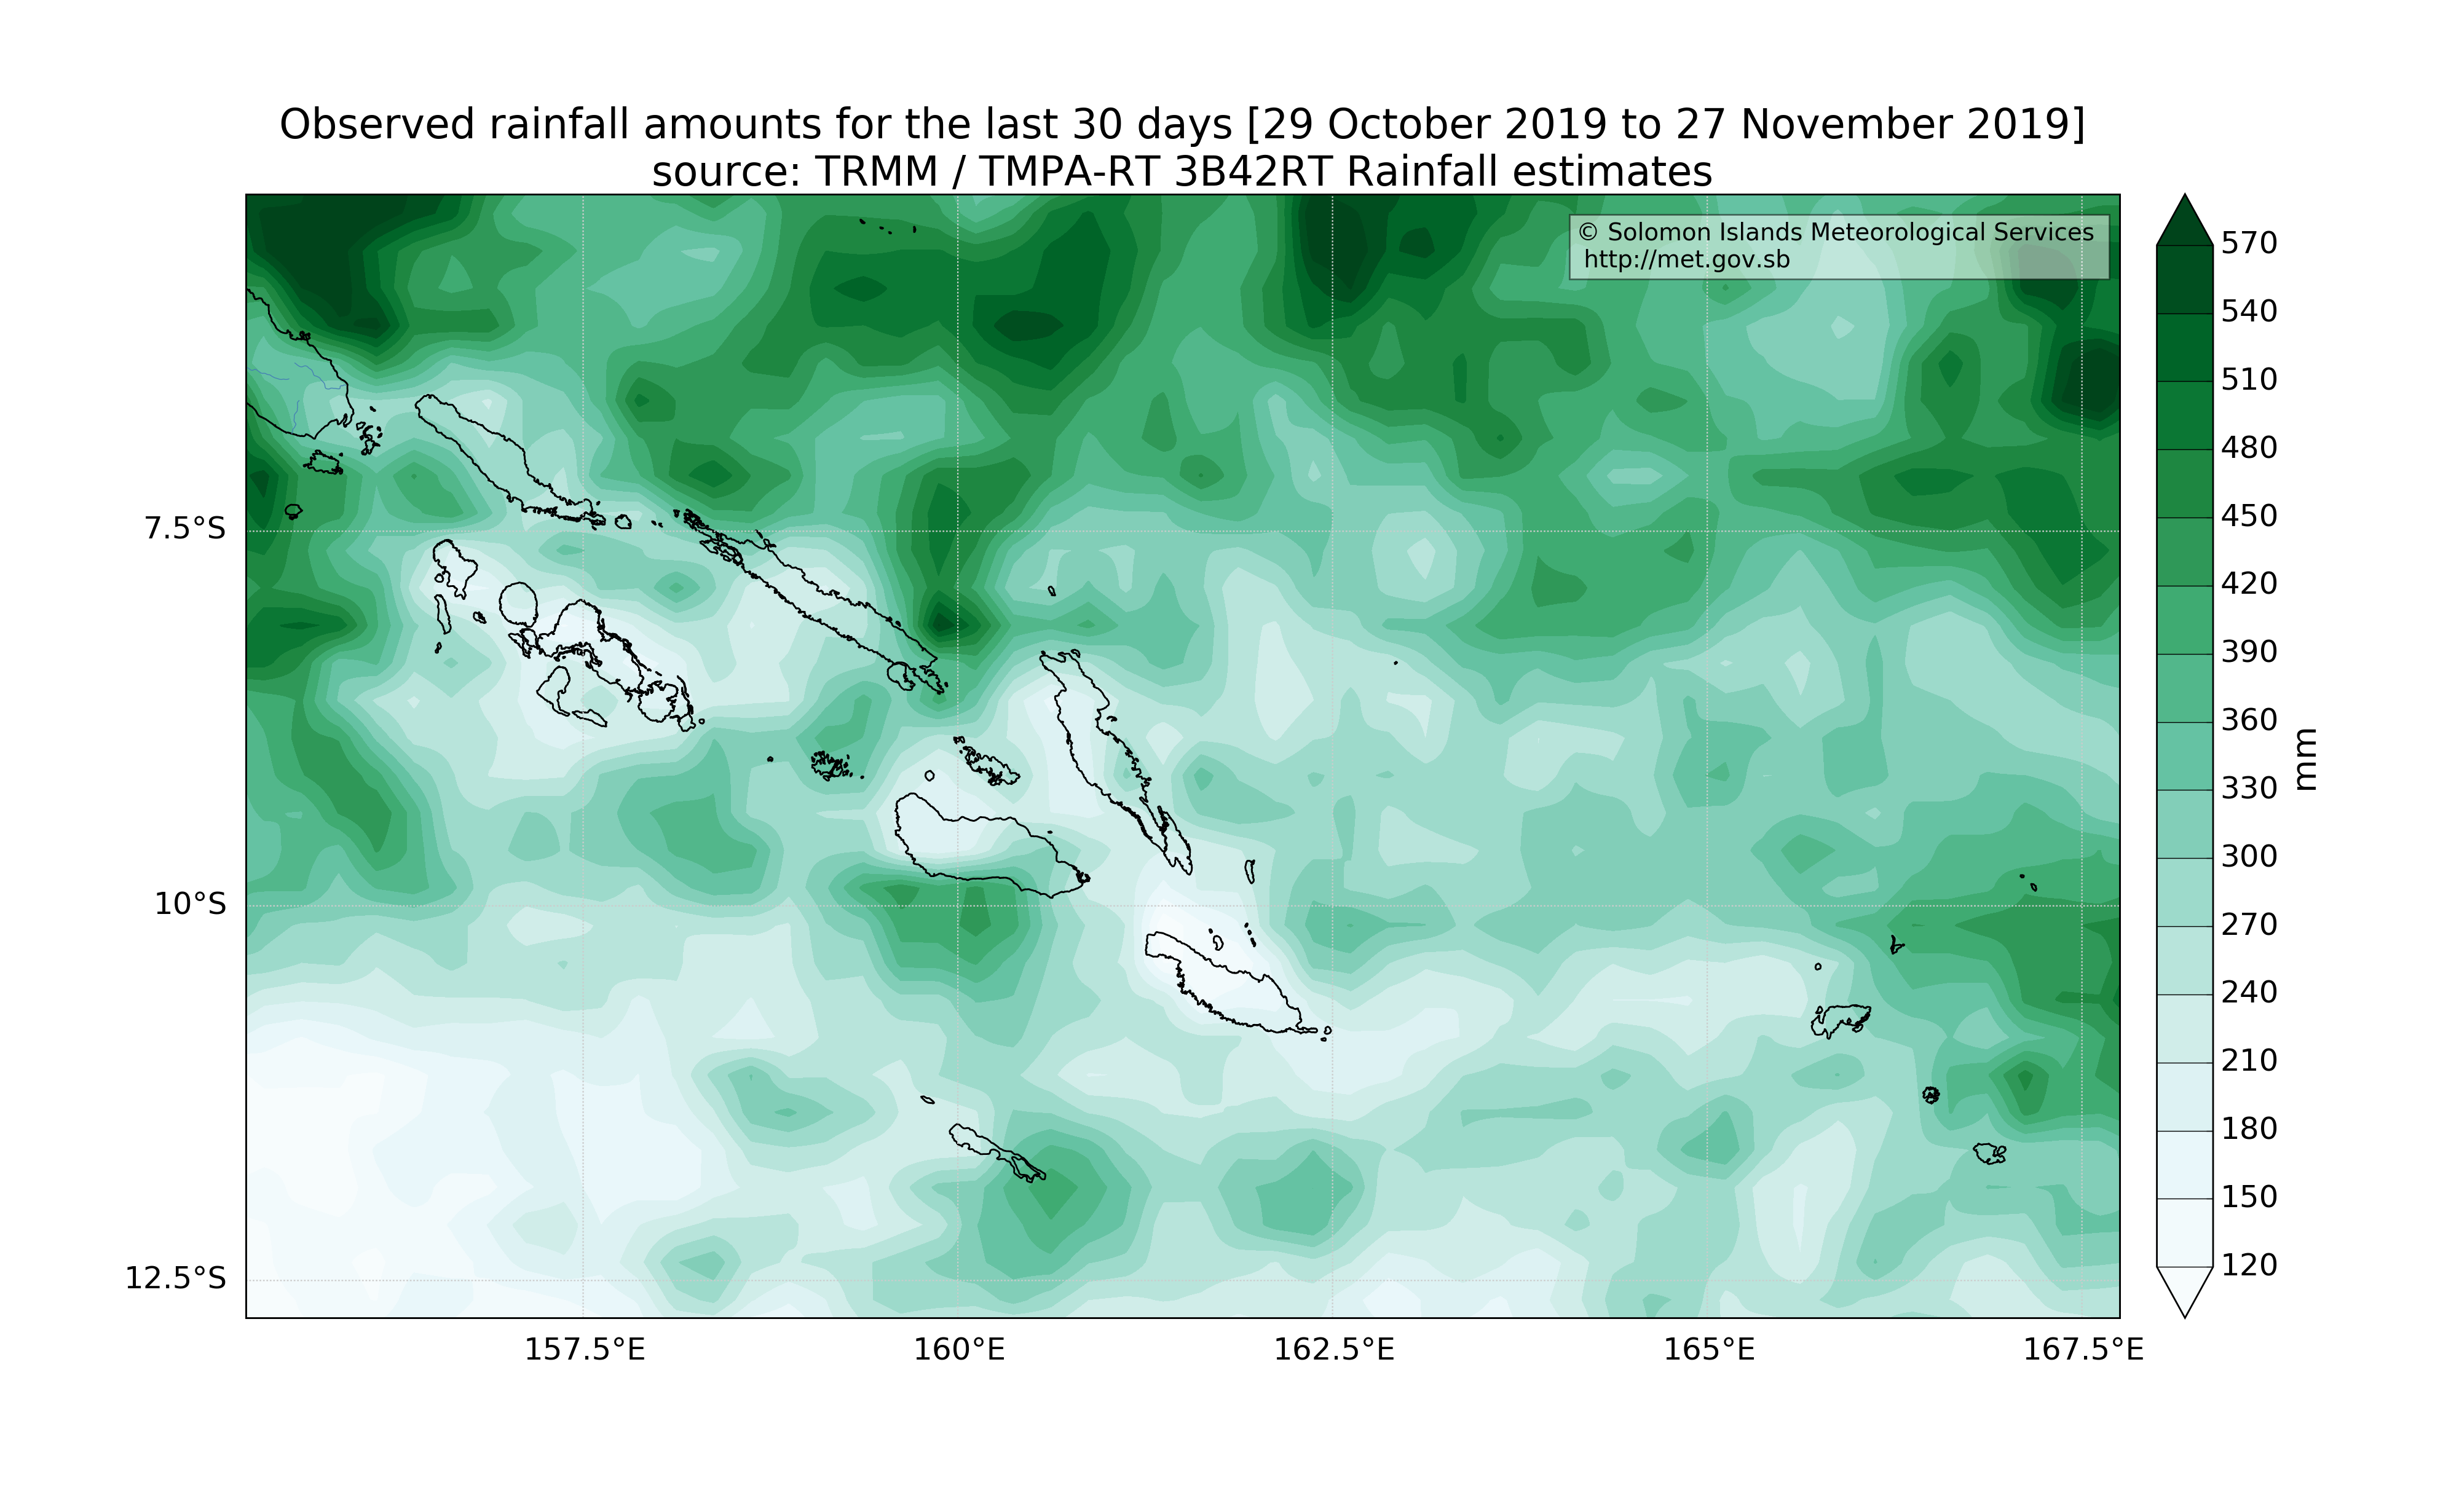 Observed rainfall amounts for the last 30 days [29 October 2019 to 27 November 2019]
source: TRMM / TMPA-RT 3B42RT Rainfall estimates
© Solomon Islands Meteorological Services
http://met.gov.sb
7.5°S
10°S
12.5°S
157.5°E
160°E
162.5°E
165°E
167.5°E
570
540
510
480
450
420
390
360
330
300
270
240
210
180
150
120
mm